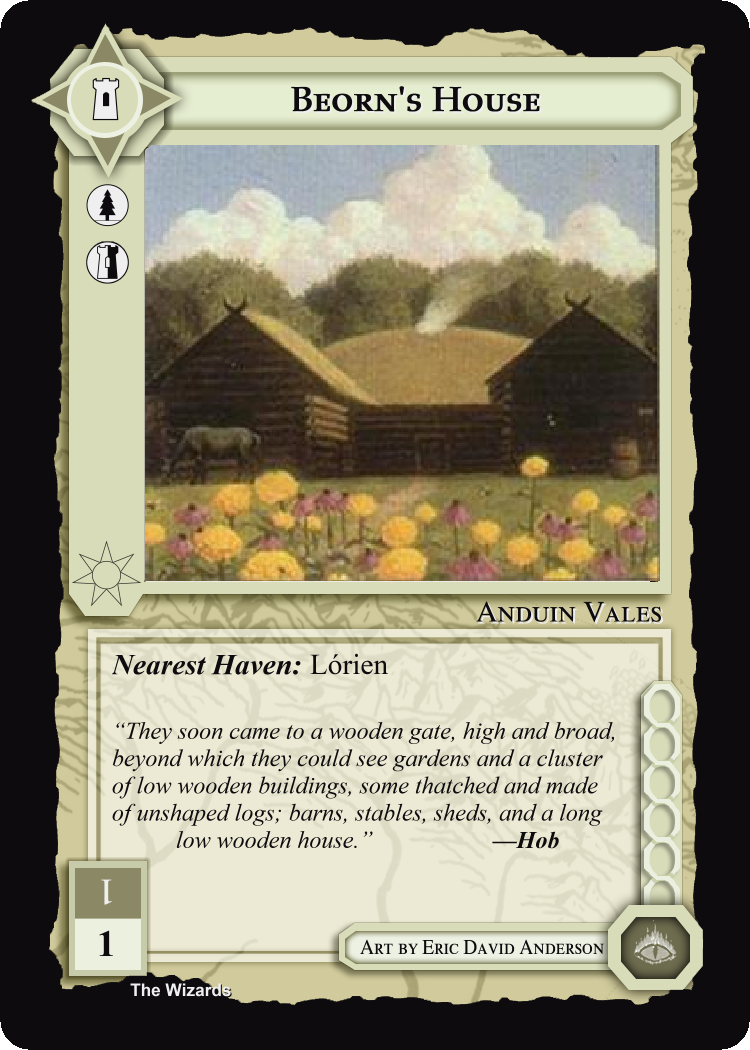 Beorn's House
Anduin Vales
Nearest Haven: Lórien
“They soon came to a wooden gate, high and broad,
beyond which they could see gardens and a cluster
of low wooden buildings, some thatched and made
of unshaped logs; barns, stables, sheds, and a long
low wooden house.” —Hob
1
1
Art by Eric David Anderson
The Wizards